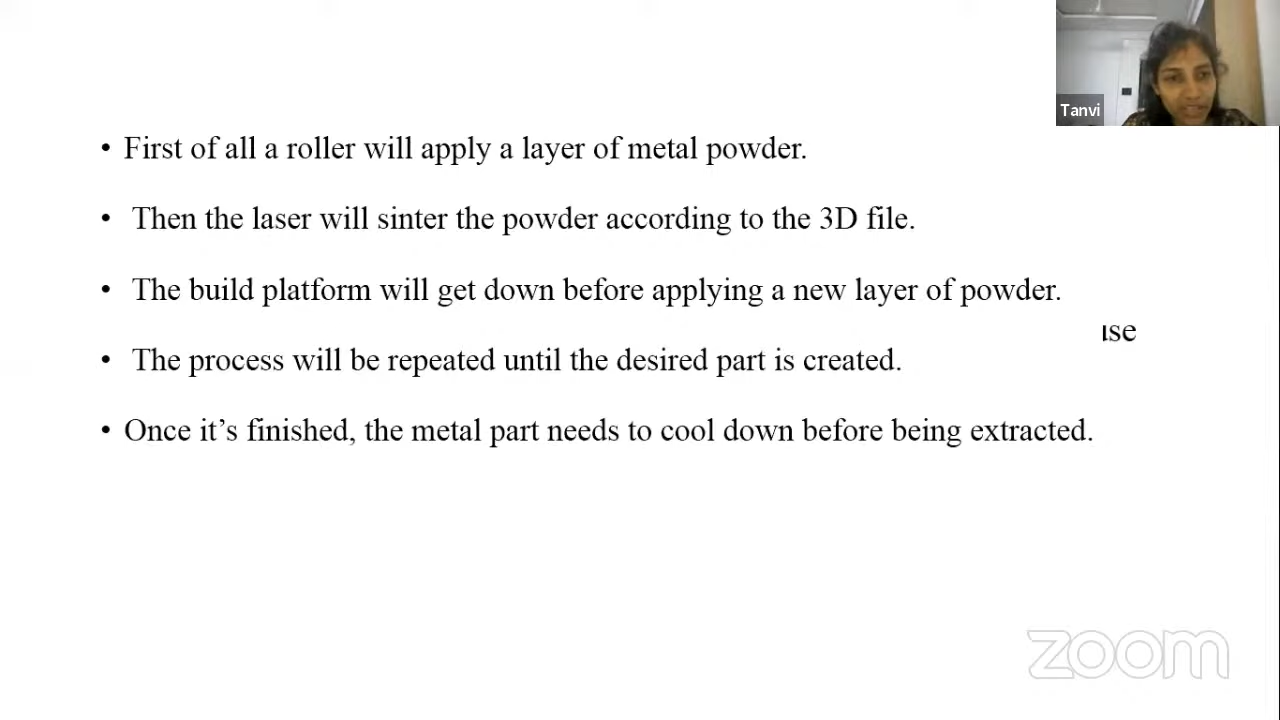 Tanvi
• First of all a roller will apply a layer of metal powder.
• Then the laser will sinter the powder according to the 3D file.
• The build platform will get down before applying a new layer of powder.
• The process will be repeated until the desired part is created.
• Once it’s finished, the metal part needs to cool down before being extracted.
zoom